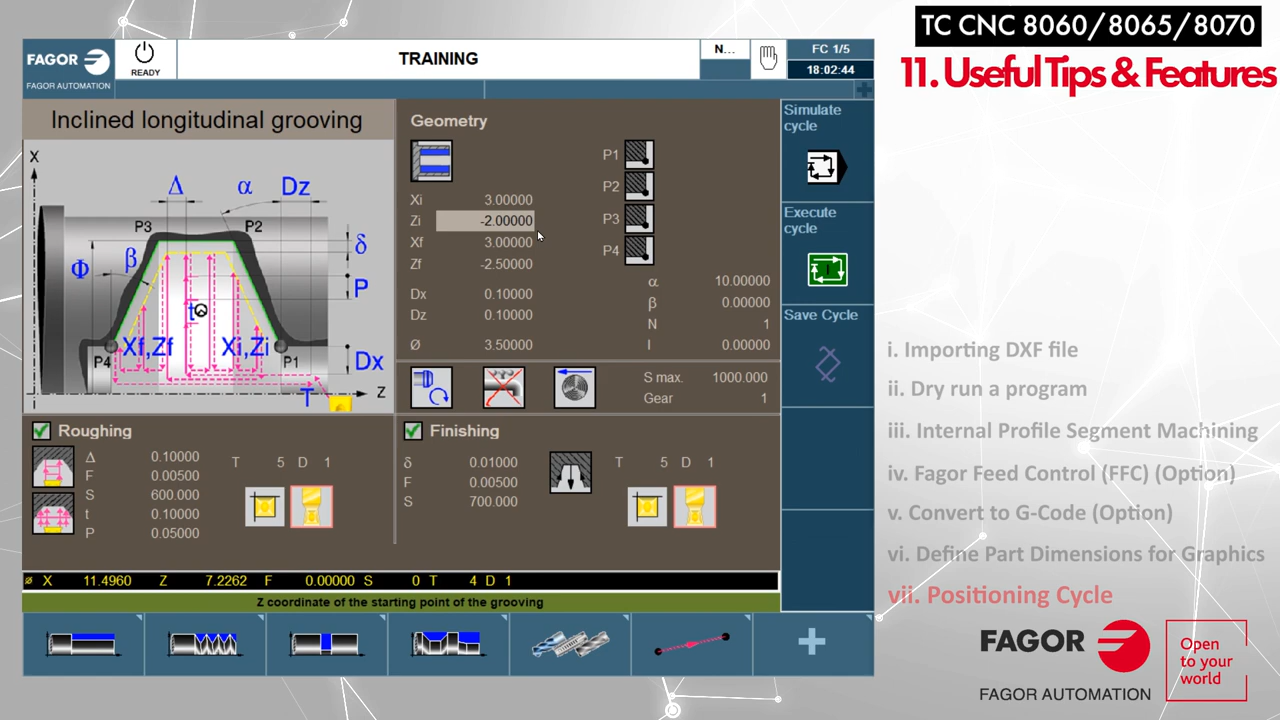 TC CNC 8060/8065/8070
11. Useful Tips & Features
FAGOR
FAGOR AUTOMATION
READY
TRAINING
N...
FC 1/5
18:02:44
Inclined longitudinal grooving
X
Δ
α
Dz
P3
P2
δ
Φ
β
P
t
Xf,Zf
Xi,Zi
P4
P1
Dx
T
Z
Geometry
Xi 3.00000
Zi -2.00000
Xf 3.00000
Zf -2.50000
Dx 0.10000
Dz 0.10000
Ø 3.50000
P1
P2
P3
P4
α 10.00000
β 0.00000
N 1
I 0.00000
S max. 1000.000
Gear 1
Roughing
Δ 0.10000
F 0.00500
S 600.000
t 0.10000
P 0.05000
T 5 D 1
Finishing
δ 0.01000
F 0.00500
S 700.000
T 5 D 1
ø X 11.4960 Z 7.2262 F 0.00000 S 0 T 4 D 1
Z coordinate of the starting point of the grooving
Simulate
cycle
Execute
cycle
Save Cycle
i. Importing DXF file
ii. Dry run a program
iii. Internal Profile Segment Machining
iv. Fagor Feed Control (FFC) (Option)
v. Convert to G-Code (Option)
vi. Define Part Dimensions for Graphics
vii. Positioning Cycle
FAGOR
FAGOR AUTOMATION
Open
to your
world